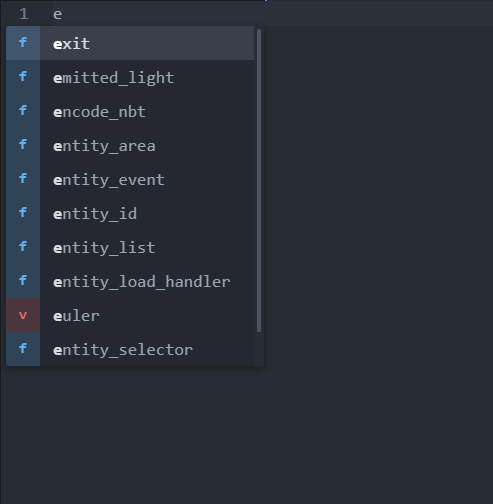 1 e
f exit
f emitted_light
f encode_nbt
f entity_area
f entity_event
f entity_id
f entity_list
f entity_load_handler
v euler
f entity_selector